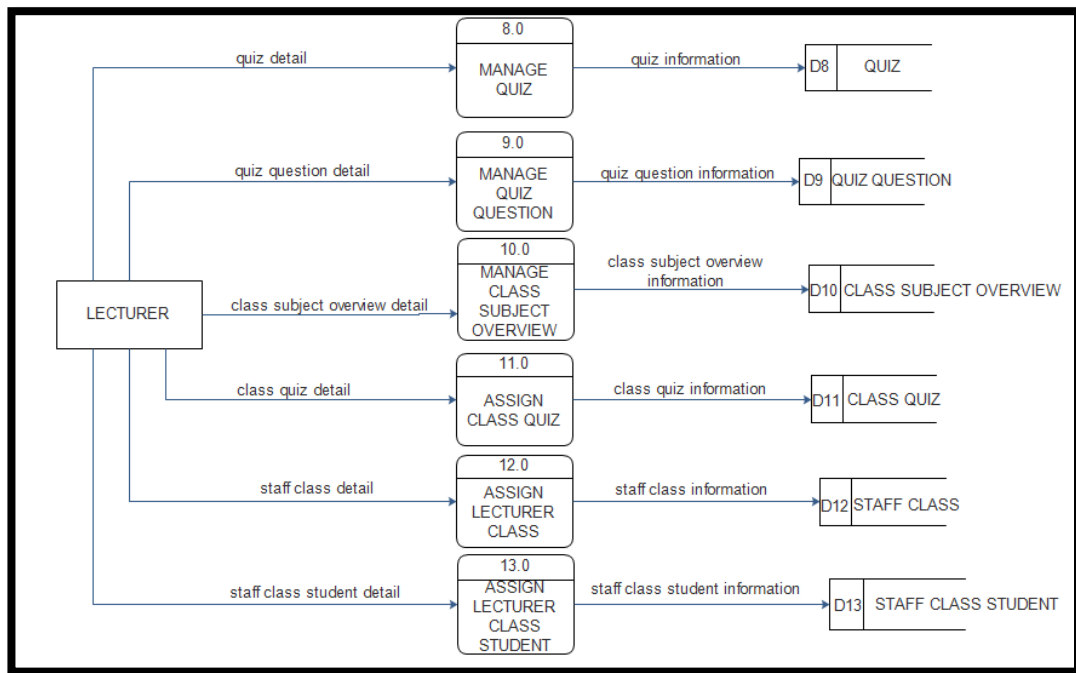 8.0
quiz detail
MANAGE
QUIZ
quiz information
D8
QUIZ
9.0
quiz question detail
MANAGE
QUIZ
QUESTION
quiz question information
D9
QUIZ QUESTION
10.0
LECTURER
class subject overview detail
MANAGE
CLASS
SUBJECT
OVERVIEW
class subject overview
information
D10
CLASS SUBJECT OVERVIEW
11.0
class quiz detail
ASSIGN
CLASS QUIZ
class quiz information
D11
CLASS QUIZ
12.0
staff class detail
ASSIGN
LECTURER
CLASS
staff class information
D12
STAFF CLASS
13.0
staff class student detail
ASSIGN
LECTURER
CLASS
STUDENT
staff class student information
D13
STAFF CLASS STUDENT